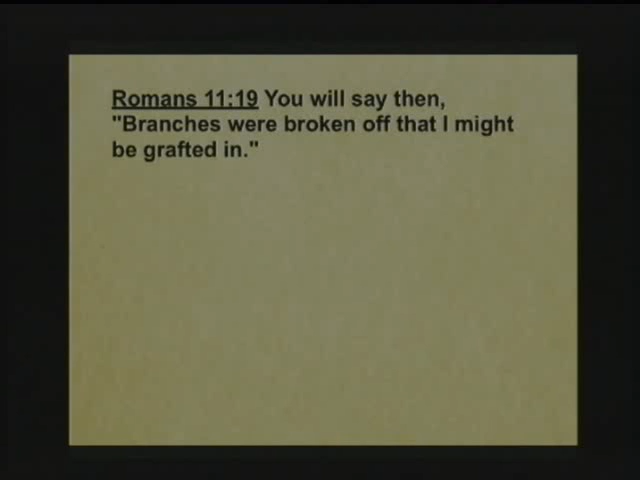 Romans 11:19 You will say then,
"Branches were broken off that I might
be grafted in."